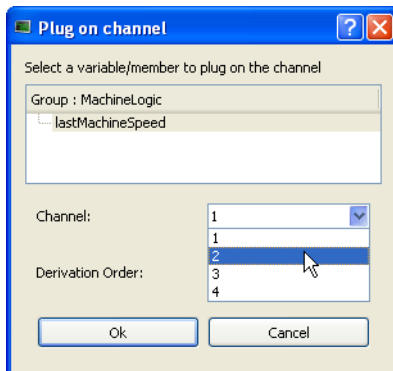 Plug on channel
Select a variable/member to plug on the channel
Group : MachineLogic
lastMachineSpeed
Channel:
1
1
2
Derivation Order:
3
4
Ok
Cancel